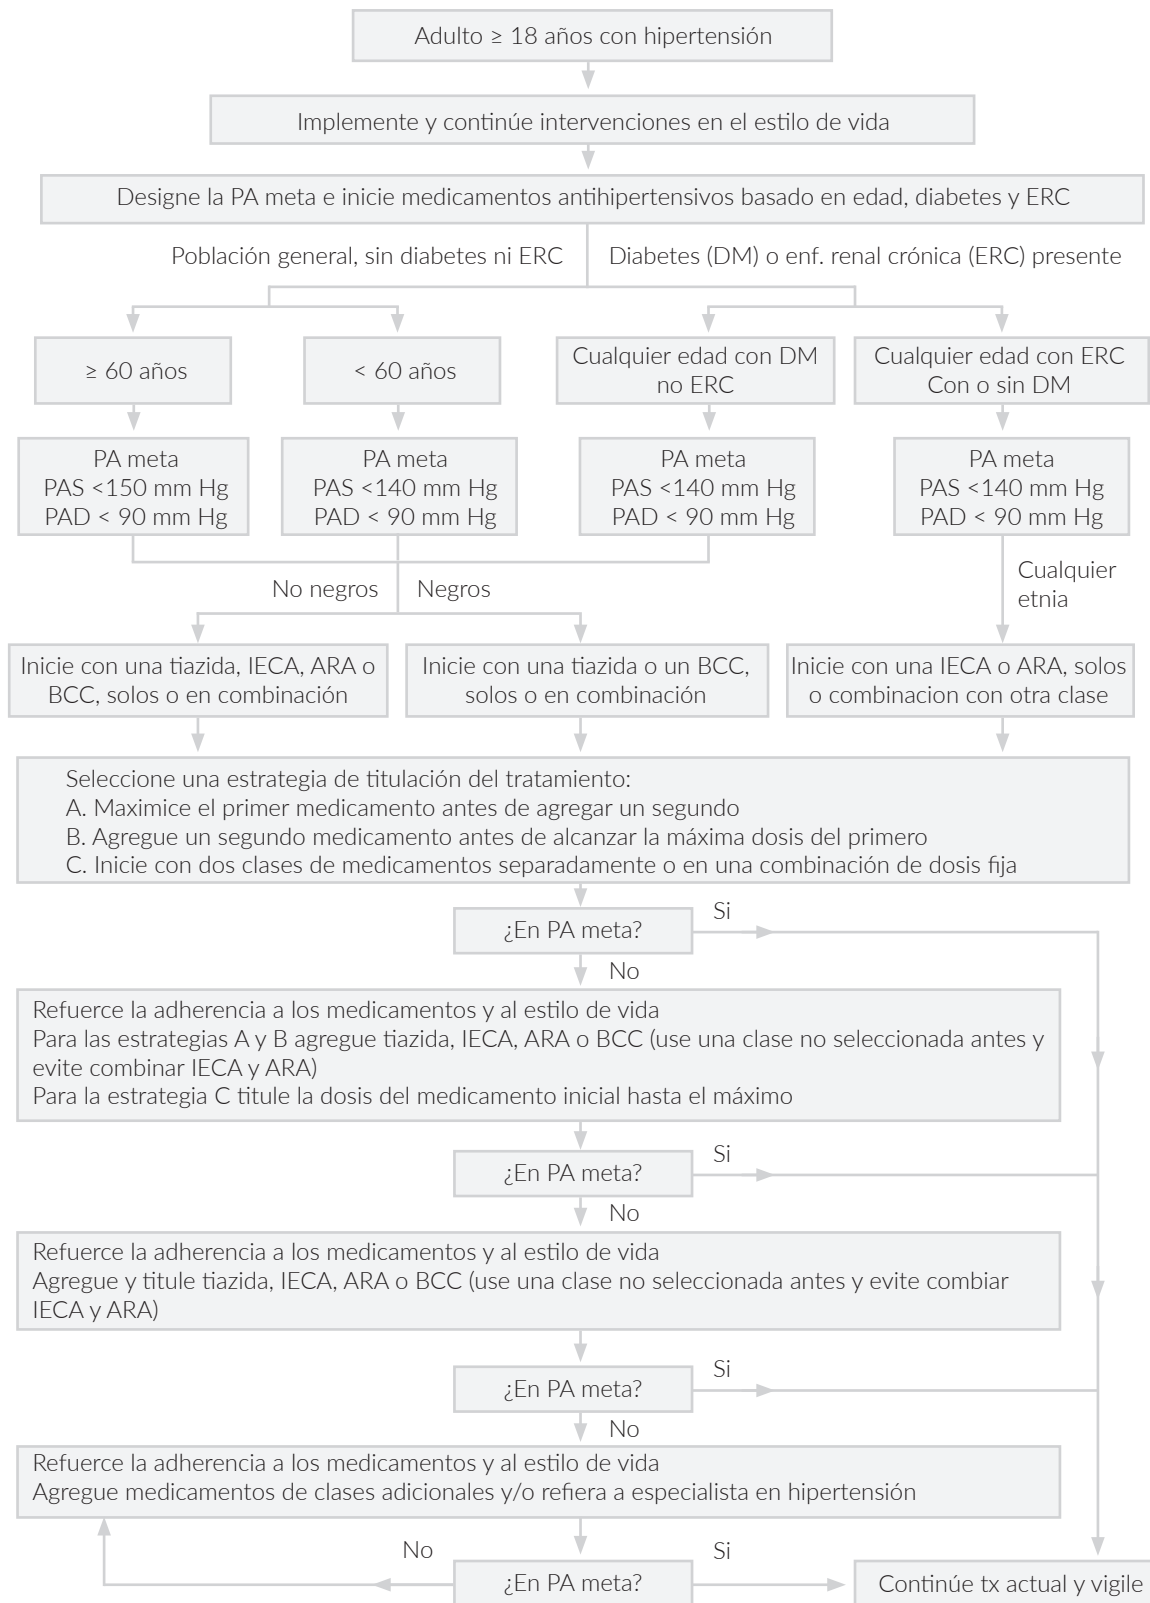 Adulto ≥ 18 años con hipertensión
Implemente y continúe intervenciones en el estilo de vida
Designe la PA meta e inicie medicamentos antihipertensivos basado en edad, diabetes y ERC
Población general, sin diabetes ni ERC
Diabetes (DM) o enf. renal crónica (ERC) presente
≥ 60 años
< 60 años
Cualquier edad con DM
no ERC
Cualquier edad con ERC
Con o sin DM
PA meta
PAS <150 mm Hg
PAD < 90 mm Hg
PA meta
PAS <140 mm Hg
PAD < 90 mm Hg
PA meta
PAS <140 mm Hg
PAD < 90 mm Hg
PA meta
PAS <140 mm Hg
PAD < 90 mm Hg
No negros
Negros
Cualquier
etnia
Inicie con una tiazida, IECA, ARA o
BCC, solos o en combinación
Inicie con una tiazida o un BCC,
solos o en combinación
Inicie con una IECA o ARA, solos
o combinacion con otra clase
Seleccione una estrategia de titulación del tratamiento:
A. Maximice el primer medicamento antes de agregar un segundo
B. Agregue un segundo medicamento antes de alcanzar la máxima dosis del primero
C. Inicie con dos clases de medicamentos separadamente o en una combinación de dosis fija
¿En PA meta?
Si
No
Refuerce la adherencia a los medicamentos y al estilo de vida
Para las estrategias A y B agregue tiazida, IECA, ARA o BCC (use una clase no seleccionada antes y
evite combinar IECA y ARA)
Para la estrategia C titule la dosis del medicamento inicial hasta el máximo
¿En PA meta?
Si
No
Refuerce la adherencia a los medicamentos y al estilo de vida
Agregue y titule tiazida, IECA, ARA o BCC (use una clase no seleccionada antes y evite combiar
IECA y ARA)
¿En PA meta?
Si
No
Refuerce la adherencia a los medicamentos y al estilo de vida
Agregue medicamentos de clases adicionales y/o refiera a especialista en hipertensión
No
¿En PA meta?
Si
Continúe tx actual y vigile